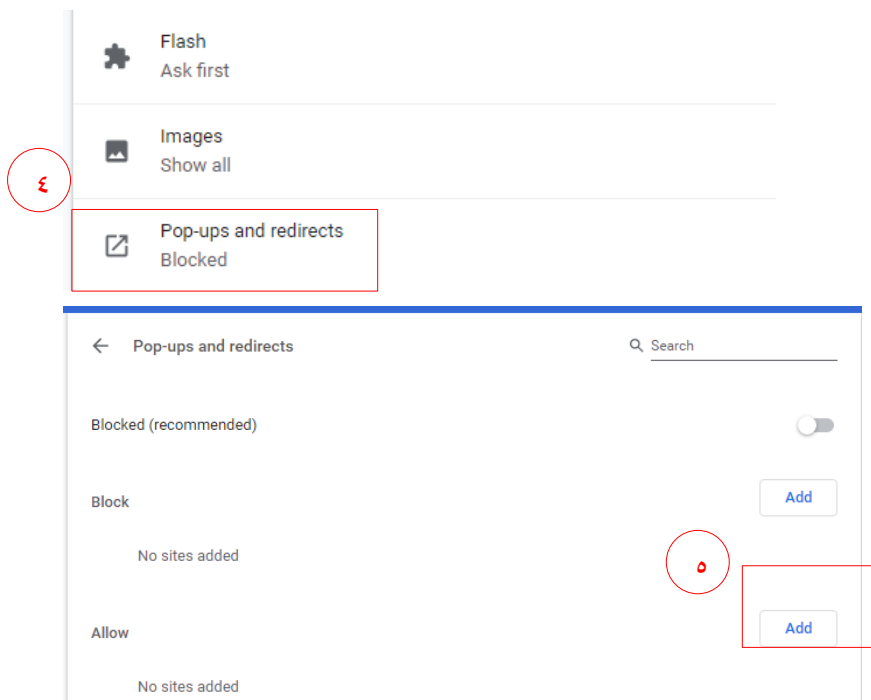 Flash
Ask first
Images
Show all
٤
Pop-ups and redirects
Blocked
Pop-ups and redirects
Search
Blocked (recommended)
Block
Add
No sites added
٥
Allow
Add
No sites added